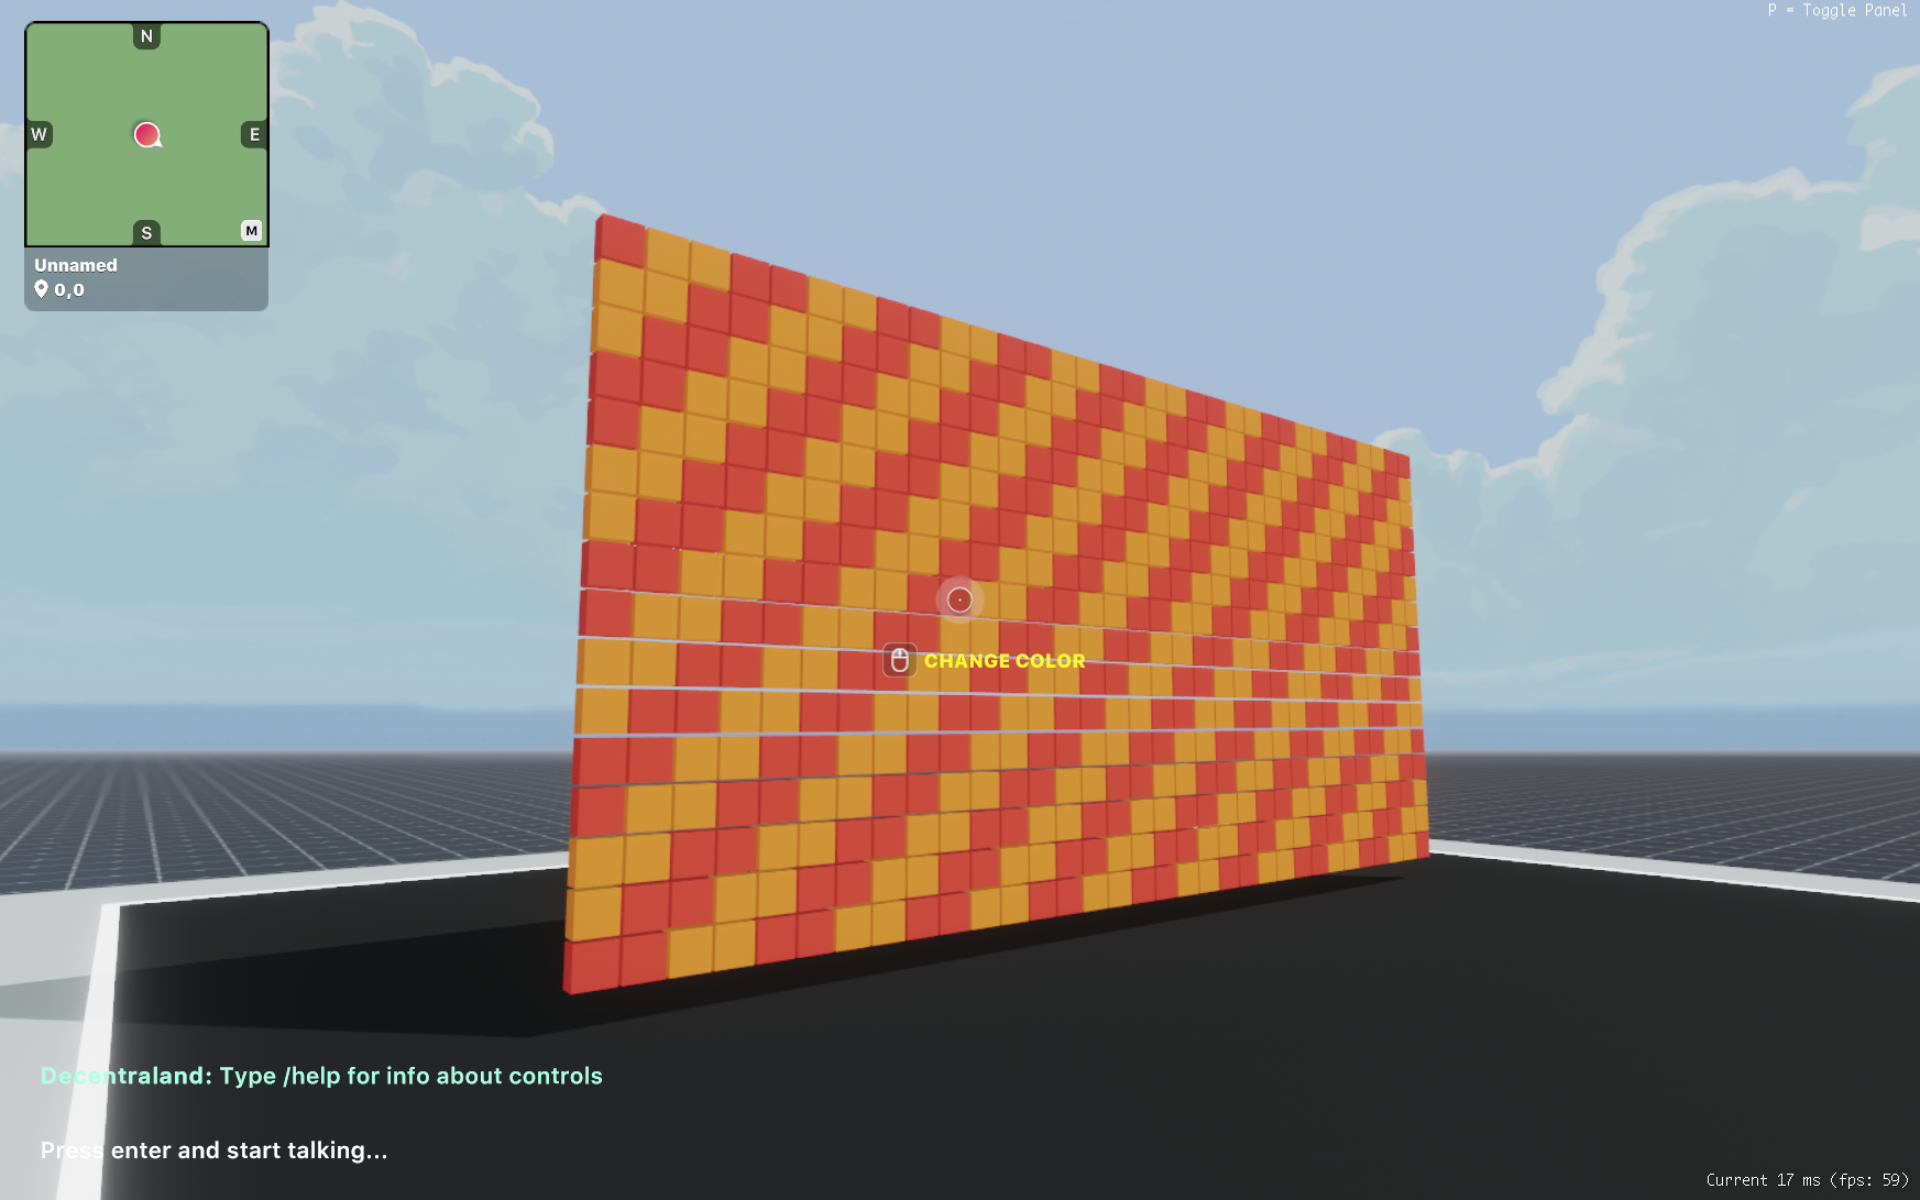 P = Toggle Panel
N
W
E
S
M
Unnamed
0,0
CHANGE COLOR
Decentraland: Type /help for info about controls
Press enter and start talking...
Current 17 ms (fps: 59)